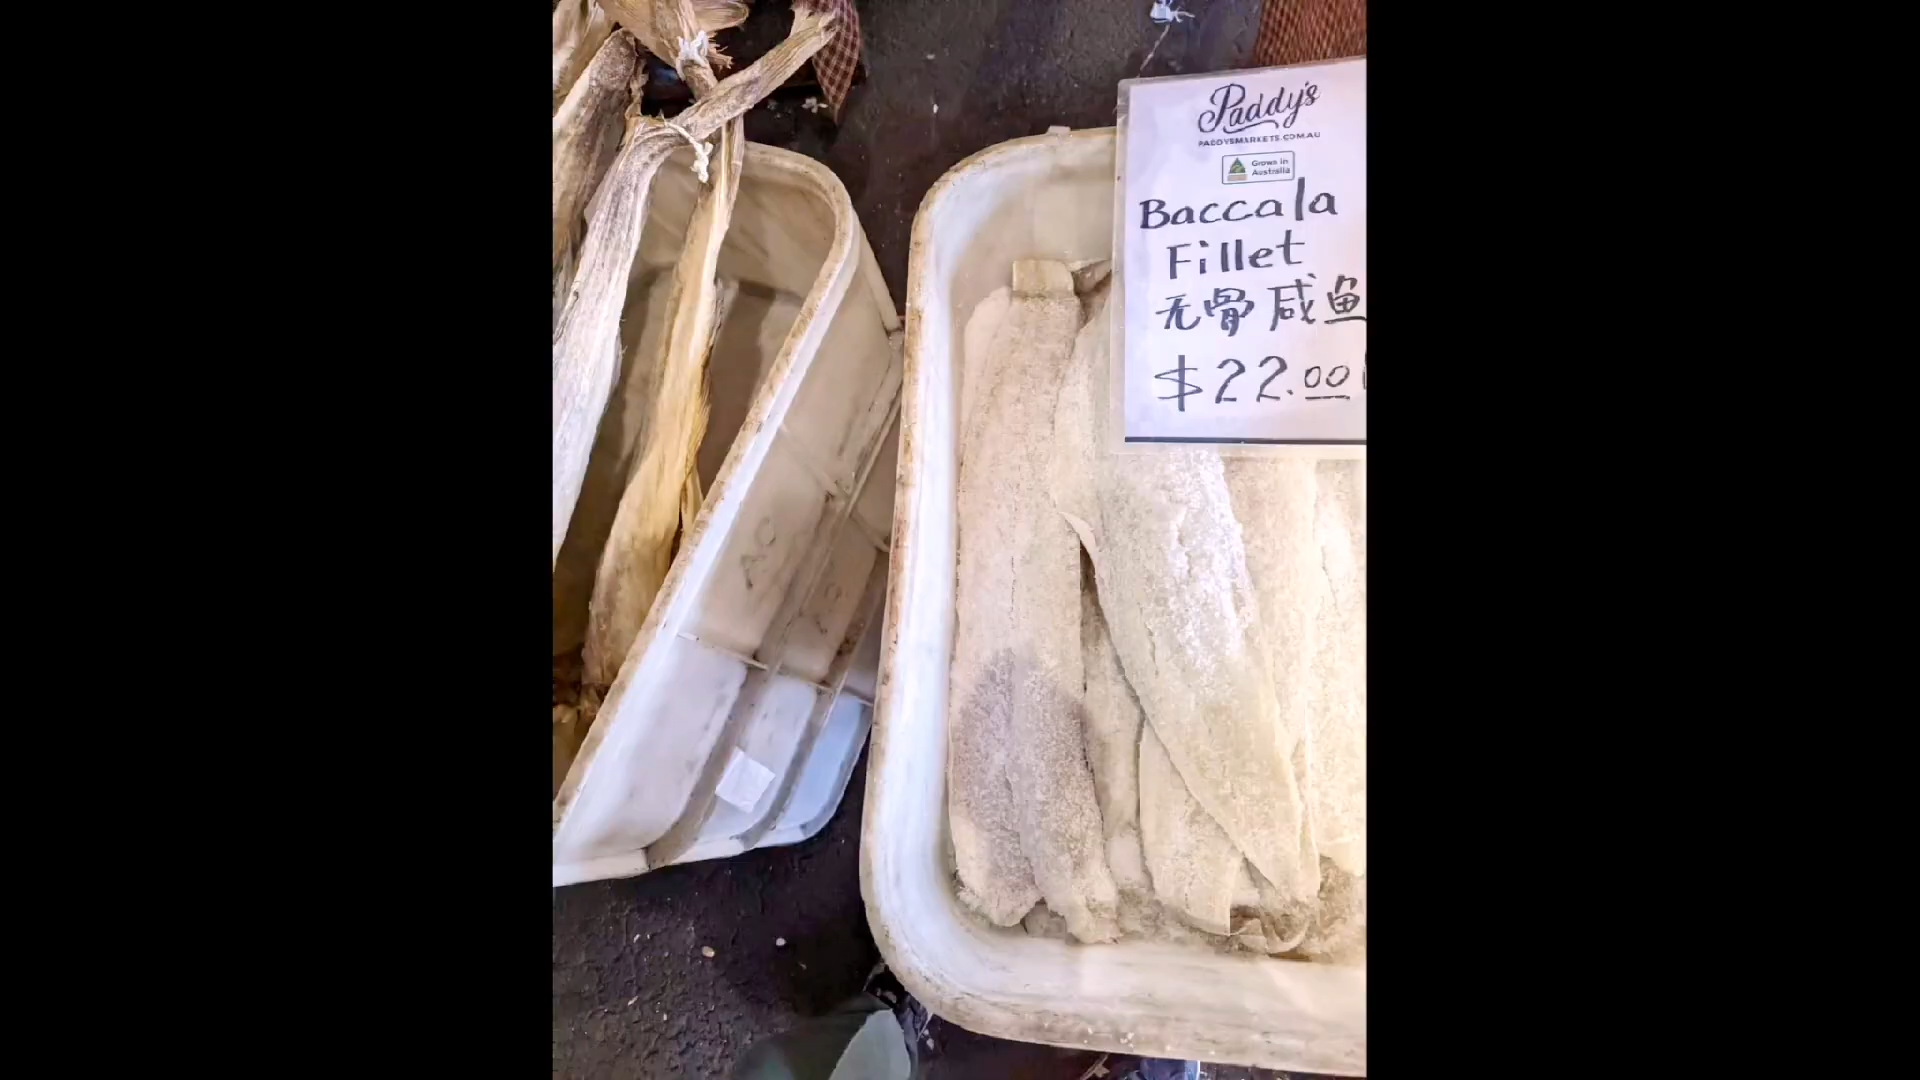 Paddy's
PADDYSMARKETS.COM.AU
Grown in
Australia
Baccala
Fillet
无骨咸鱼
$22.00